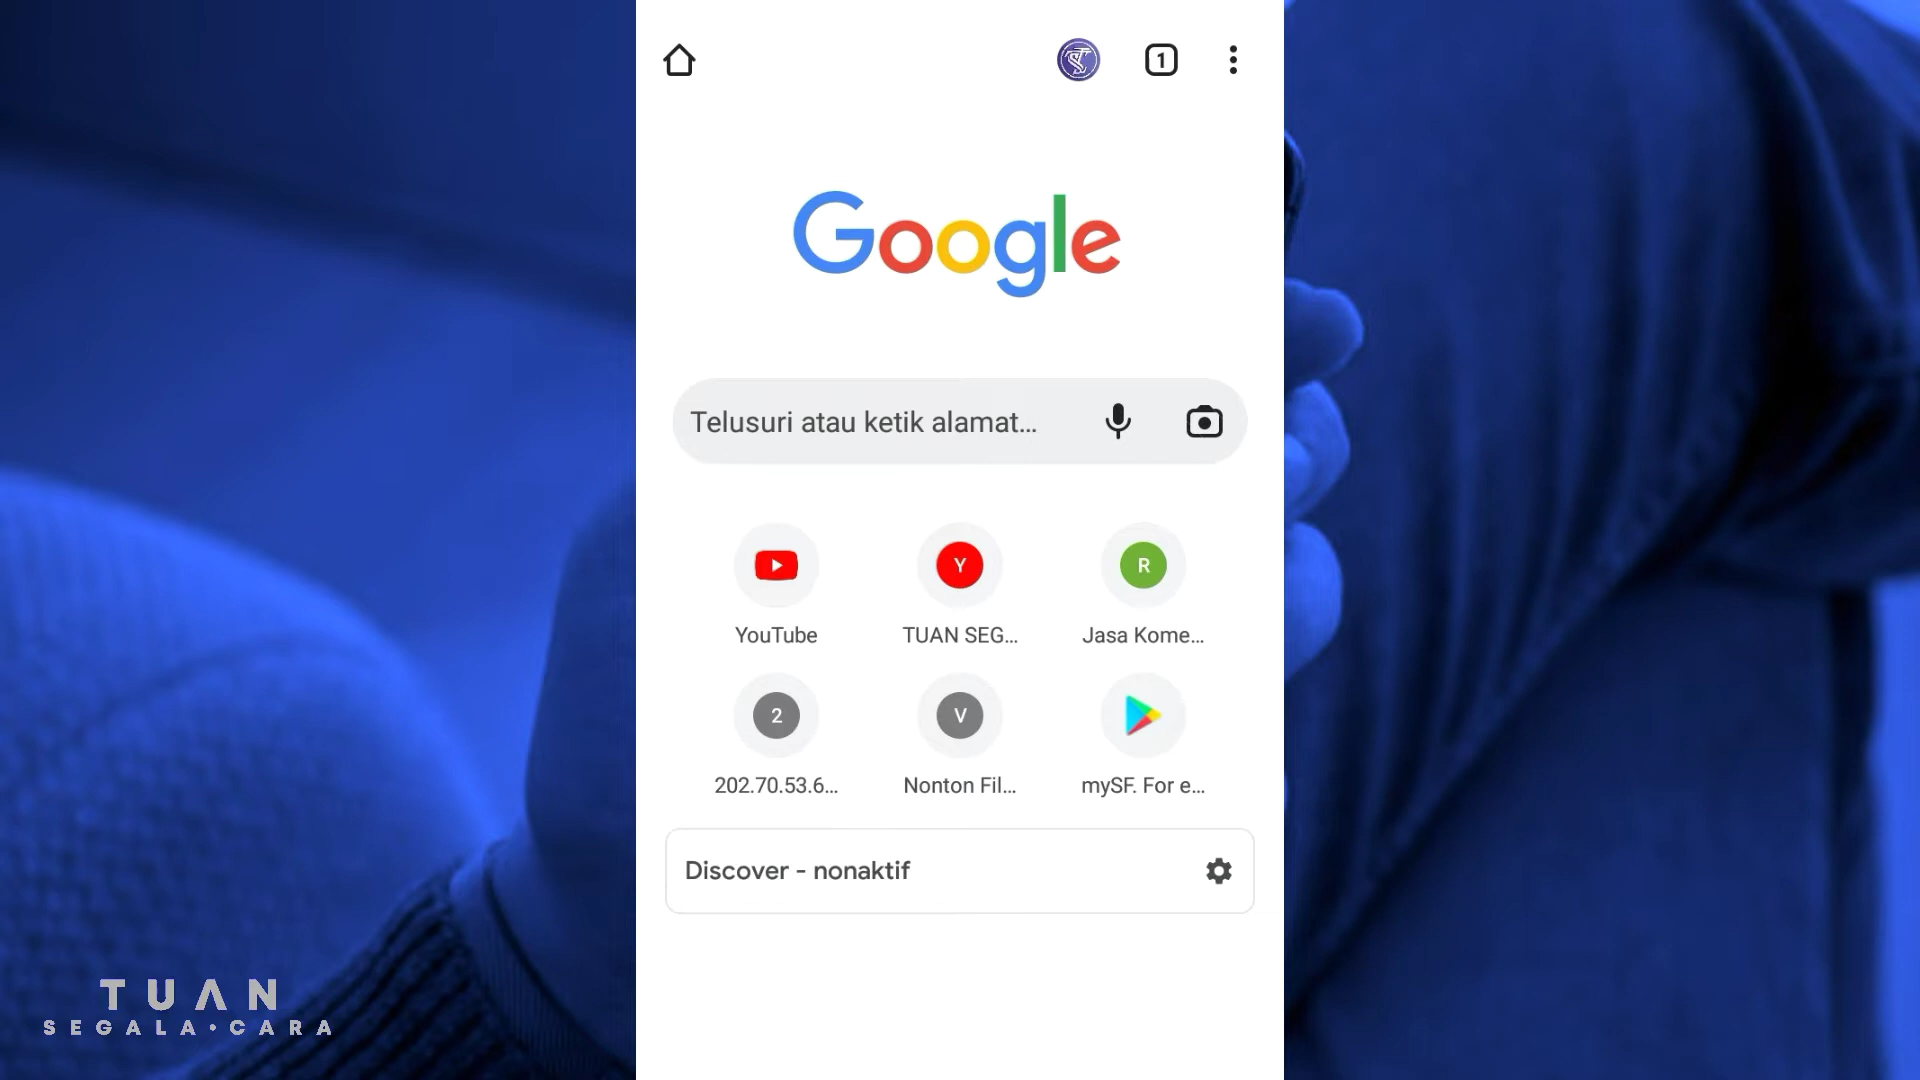 1
Google
Telusuri atau ketik alamat...
Y
R
YouTube
TUAN SEG...
Jasa Kome...
2
V
202.70.53.6...
Nonton Fil...
mySF. For e...
Discover - nonaktif
TUAN
SEGALA•CARA